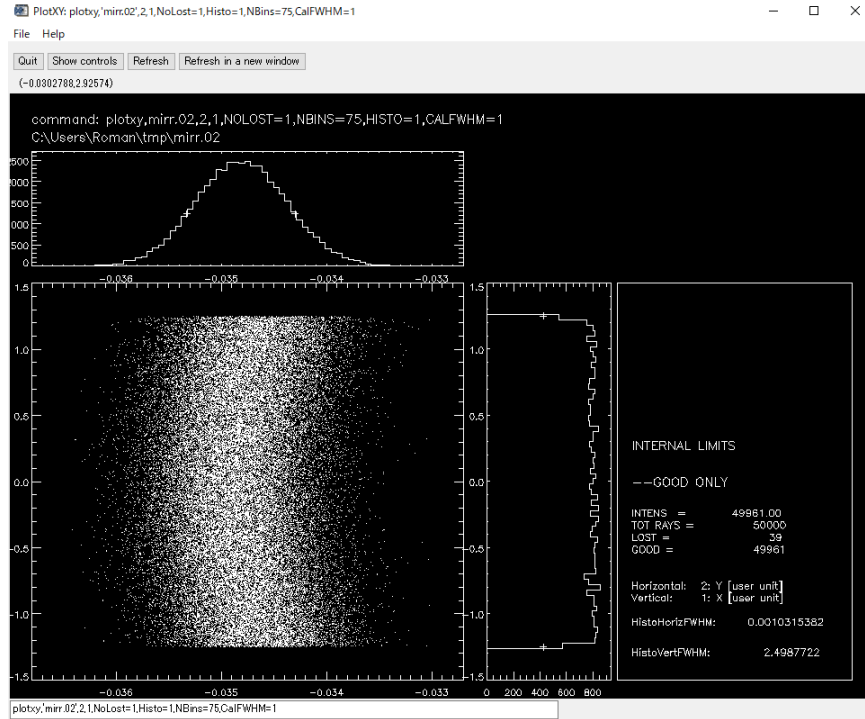 PlotXY: plotxy,'mirr.02',2,1,NoLost=1,Histo=1,NBins=75,CalFWHM=1
File Help
Quit Show controls Refresh Refresh in a new window
(-0.0302788,2.92574)
command: plotxy,mirr.02,2,1,NOLOST=1,NBINS=75,HISTO=1,CALFWHM=1
C:\Users\Roman\tmp\mirr.02
500
000
500
0
-0.036 -0.035 -0.034 -0.033
1.5 1.5
1.0 1.0
0.5 0.5
0.0 0.0
-0.5 -0.5
-1.0 -1.0
-1.5 -1.5
-0.036 -0.035 -0.034 -0.033
0 200 400 600 800
INTERNAL LIMITS
--GOOD ONLY
INTENS = 49961.00
TOT RAYS = 50000
LOST = 39
GOOD = 49961
Horizontal: 2: Y [user unit]
Vertical: 1: X [user unit]
HistoHorizFWHM: 0.0010315382
HistoVertFWHM: 2.4987722
plotxy,'mirr.02',2,1,NoLost=1,Histo=1,NBins=75,CalFWHM=1